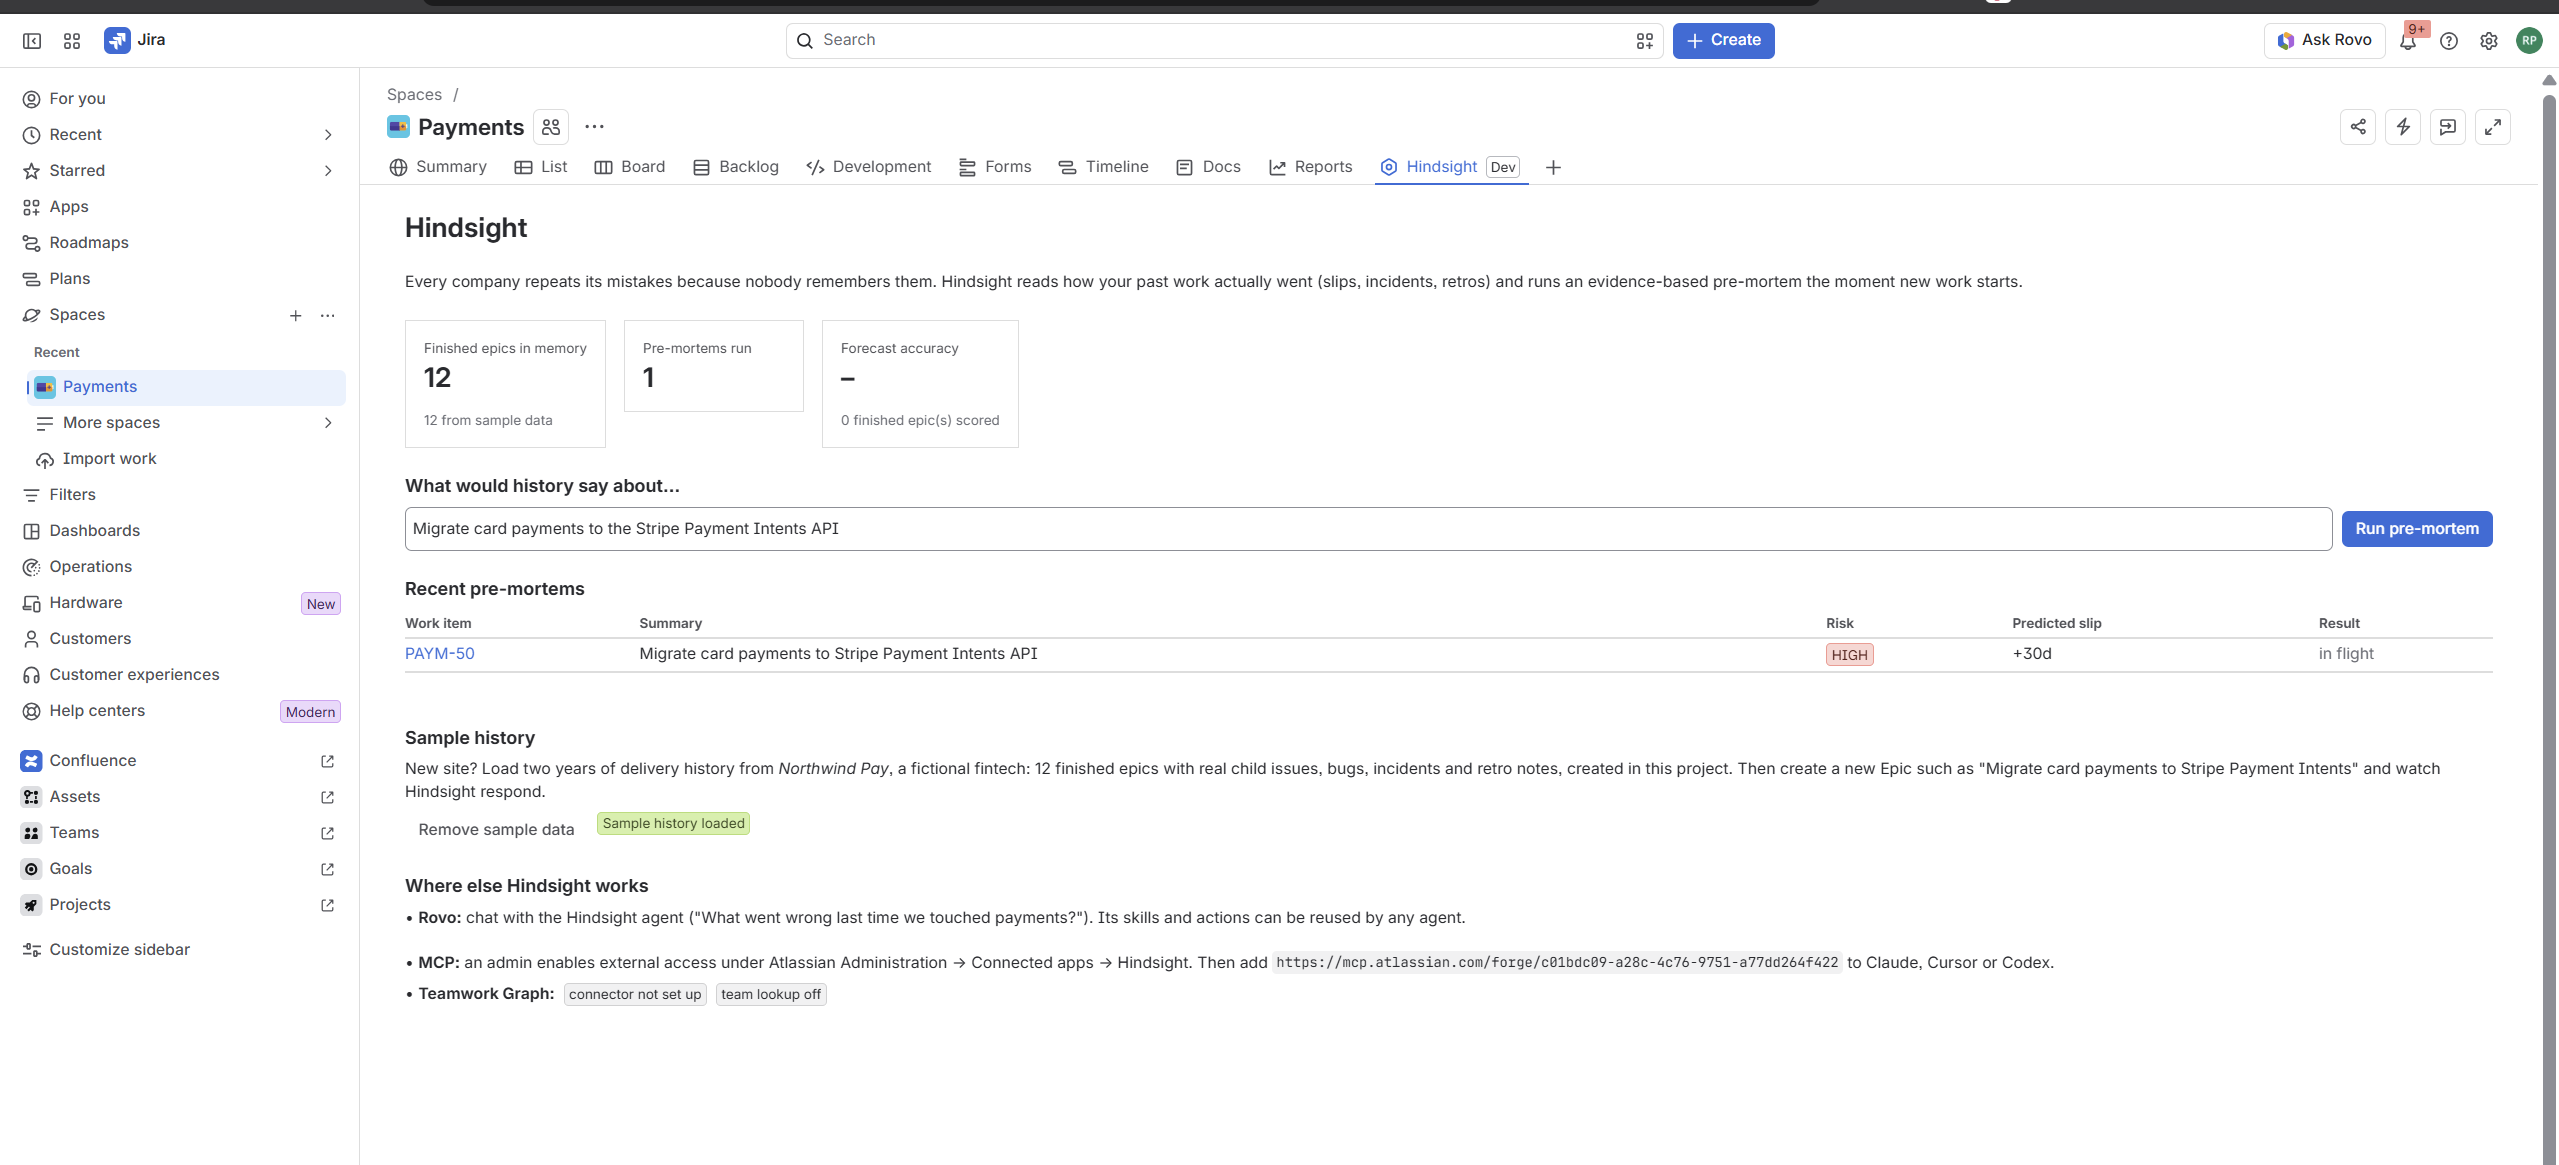 Jira
Search
Create
Ask Rovo
9+
RP
For you
Recent
Starred
Apps
Roadmaps
Plans
Spaces
Recent
Payments
More spaces
Import work
Filters
Dashboards
Operations
Hardware New
Customers
Customer experiences
Help centers Modern
Confluence
Assets
Teams
Goals
Projects
Customize sidebar
Spaces /
Payments
Summary List Board Backlog Development Forms Timeline Docs Reports Hindsight Dev
Hindsight
Every company repeats its mistakes because nobody remembers them. Hindsight reads how your past work actually went (slips, incidents, retros) and runs an evidence-based pre-mortem the moment new work starts.
Finished epics in memory
12
12 from sample data
Pre-mortems run
1
Forecast accuracy
–
0 finished epic(s) scored
What would history say about...
Migrate card payments to the Stripe Payment Intents API
Run pre-mortem
Recent pre-mortems
Work item Summary Risk Predicted slip Result
PAYM-50 Migrate card payments to Stripe Payment Intents API HIGH +30d in flight
Sample history
New site? Load two years of delivery history from Northwind Pay, a fictional fintech: 12 finished epics with real child issues, bugs, incidents and retro notes, created in this project. Then create a new Epic such as "Migrate card payments to Stripe Payment Intents" and watch
Hindsight respond.
Remove sample data Sample history loaded
Where else Hindsight works
• Rovo: chat with the Hindsight agent ("What went wrong last time we touched payments?"). Its skills and actions can be reused by any agent.
• MCP: an admin enables external access under Atlassian Administration → Connected apps → Hindsight. Then add https://mcp.atlassian.com/forge/c01bdc09-a28c-4c76-9751-a77dd264f422 to Claude, Cursor or Codex.
• Teamwork Graph: connector not set up team lookup off